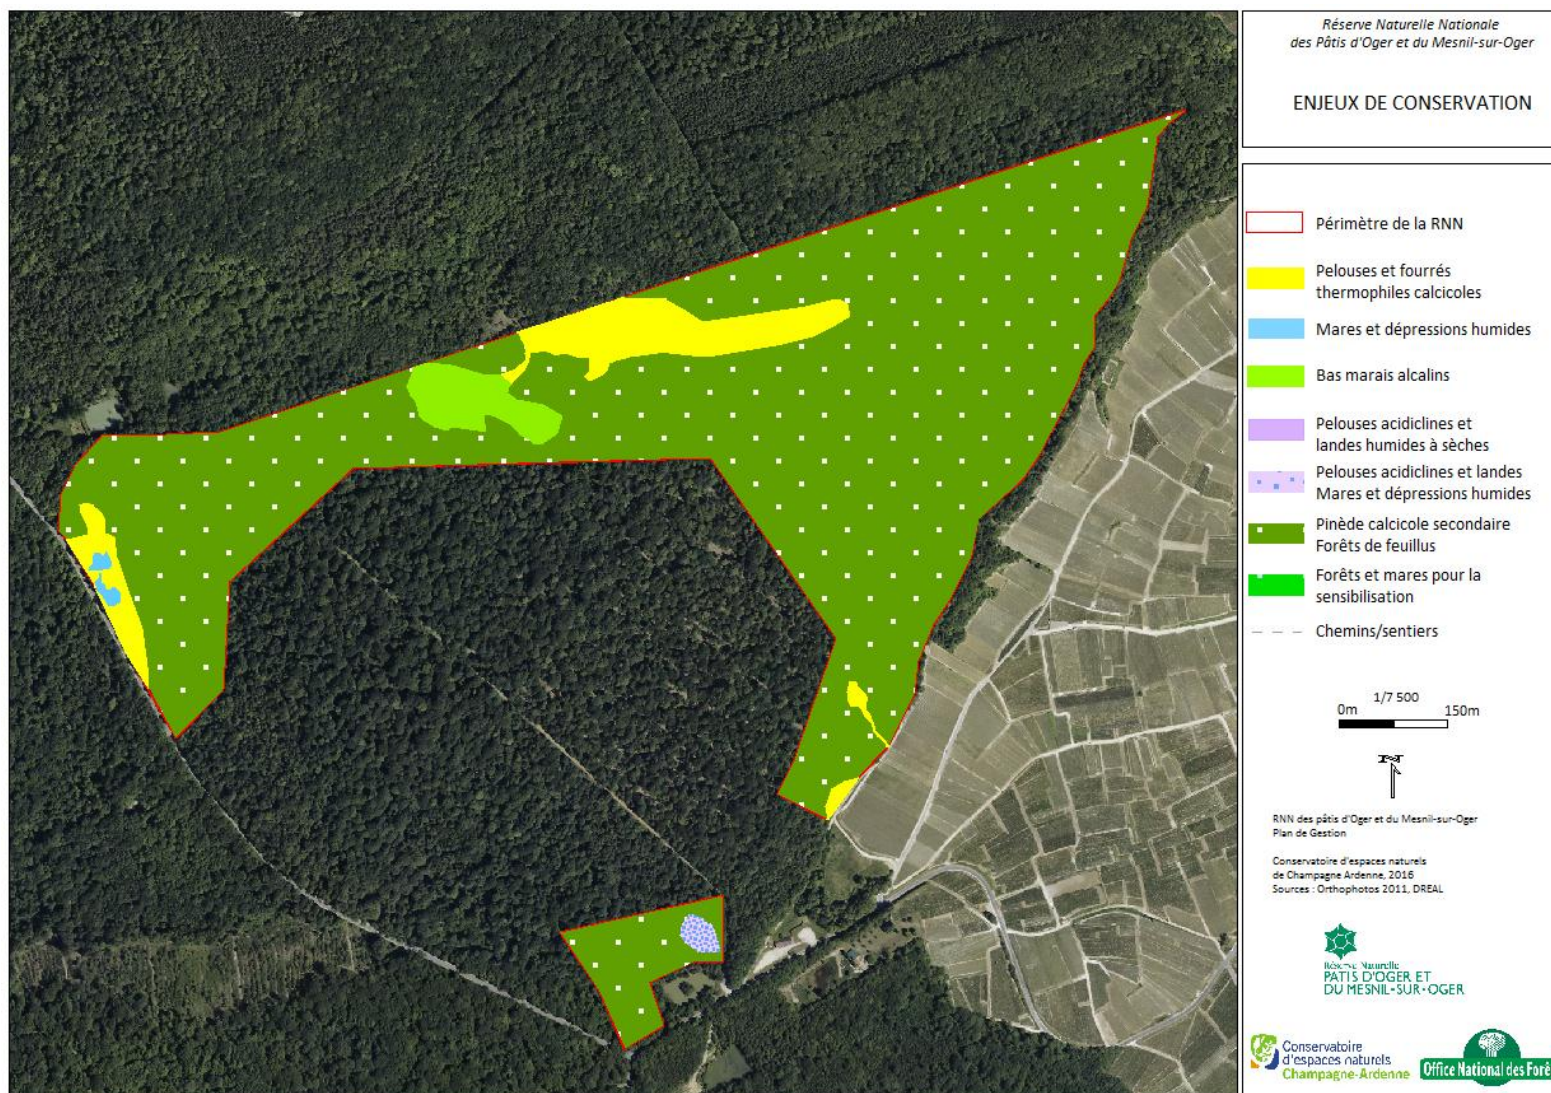 Réserve Naturelle Nationale
des Pâtis d'Oger et du Mesnil-sur-Oger
ENJEUX DE CONSERVATION
Périmètre de la RNN
Pelouses et fourrés
thermophiles calcicoles
Mares et dépressions humides
Bas marais alcalins
Pelouses acidiclines et
landes humides à sèches
Pelouses acidiclines et landes
Mares et dépressions humides
Pinède calcicole secondaire
Forêts de feuillus
Forêts et mares pour la
sensibilisation
Chemins/sentiers
1/7 500
0m 150m
N
RNN des pâtis d'Oger et du Mesnil-sur-Oger
Plan de Gestion
Conservatoire d'espaces naturels
de Champagne Ardenne, 2016
Sources : Orthophotos 2011, DREAL
Réserve Naturelle
PATIS D'OGER ET
DU MESNIL-SUR-OGER
Conservatoire
d'espaces naturels
Champagne-Ardenne
Office National des Forê